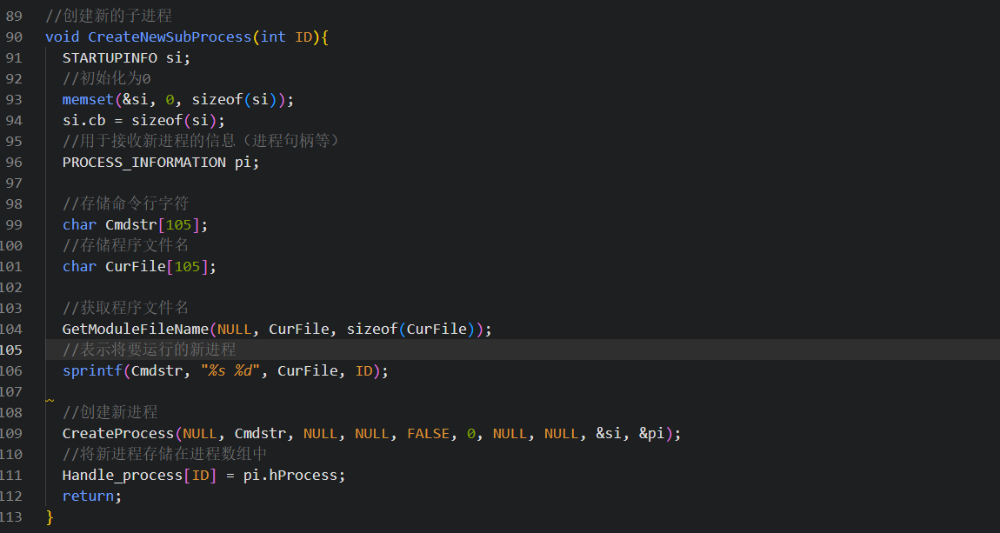 89 //创建新的子进程
90 void CreateNewSubProcess(int ID){
91 STARTUPINFO si;
92 //初始化为0
93 memset(&si, 0, sizeof(si));
94 si.cb = sizeof(si);
95 //用于接收新进程的信息（进程句柄等）
96 PROCESS_INFORMATION pi;
97
98 //存储命令行字符
99 char Cmdstr[105];
100 //存储程序文件名
101 char CurFile[105];
102
103 //获取程序文件名
104 GetModuleFileName(NULL, CurFile, sizeof(CurFile));
105 //表示将要运行的新进程
106 sprintf(Cmdstr, "%s %d", CurFile, ID);
107
108 //创建新进程
109 CreateProcess(NULL, Cmdstr, NULL, NULL, FALSE, 0, NULL, NULL, &si, &pi);
110 //将新进程存储在进程数组中
111 Handle_process[ID] = pi.hProcess;
112 return;
113 }